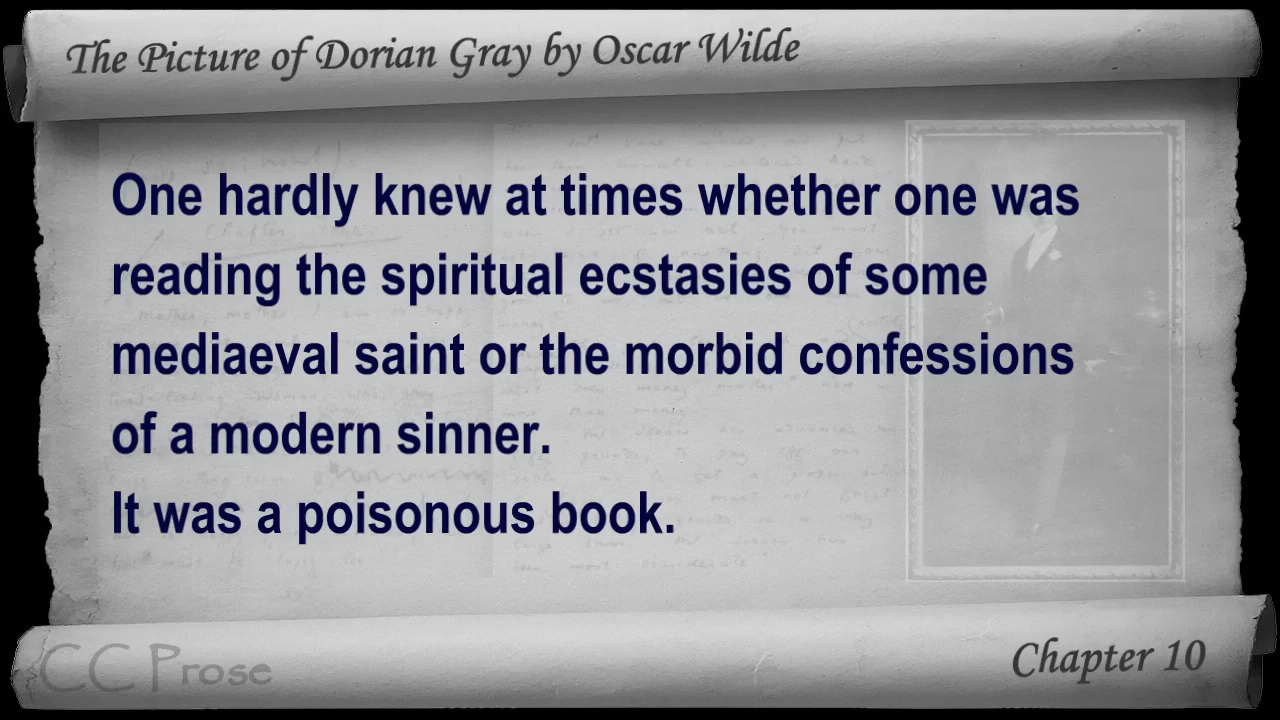 The Picture of Dorian Gray by Oscar Wilde
One hardly knew at times whether one was
reading the spiritual ecstasies of some
mediaeval saint or the morbid confessions
of a modern sinner.
It was a poisonous book.
CC Prose
Chapter 10